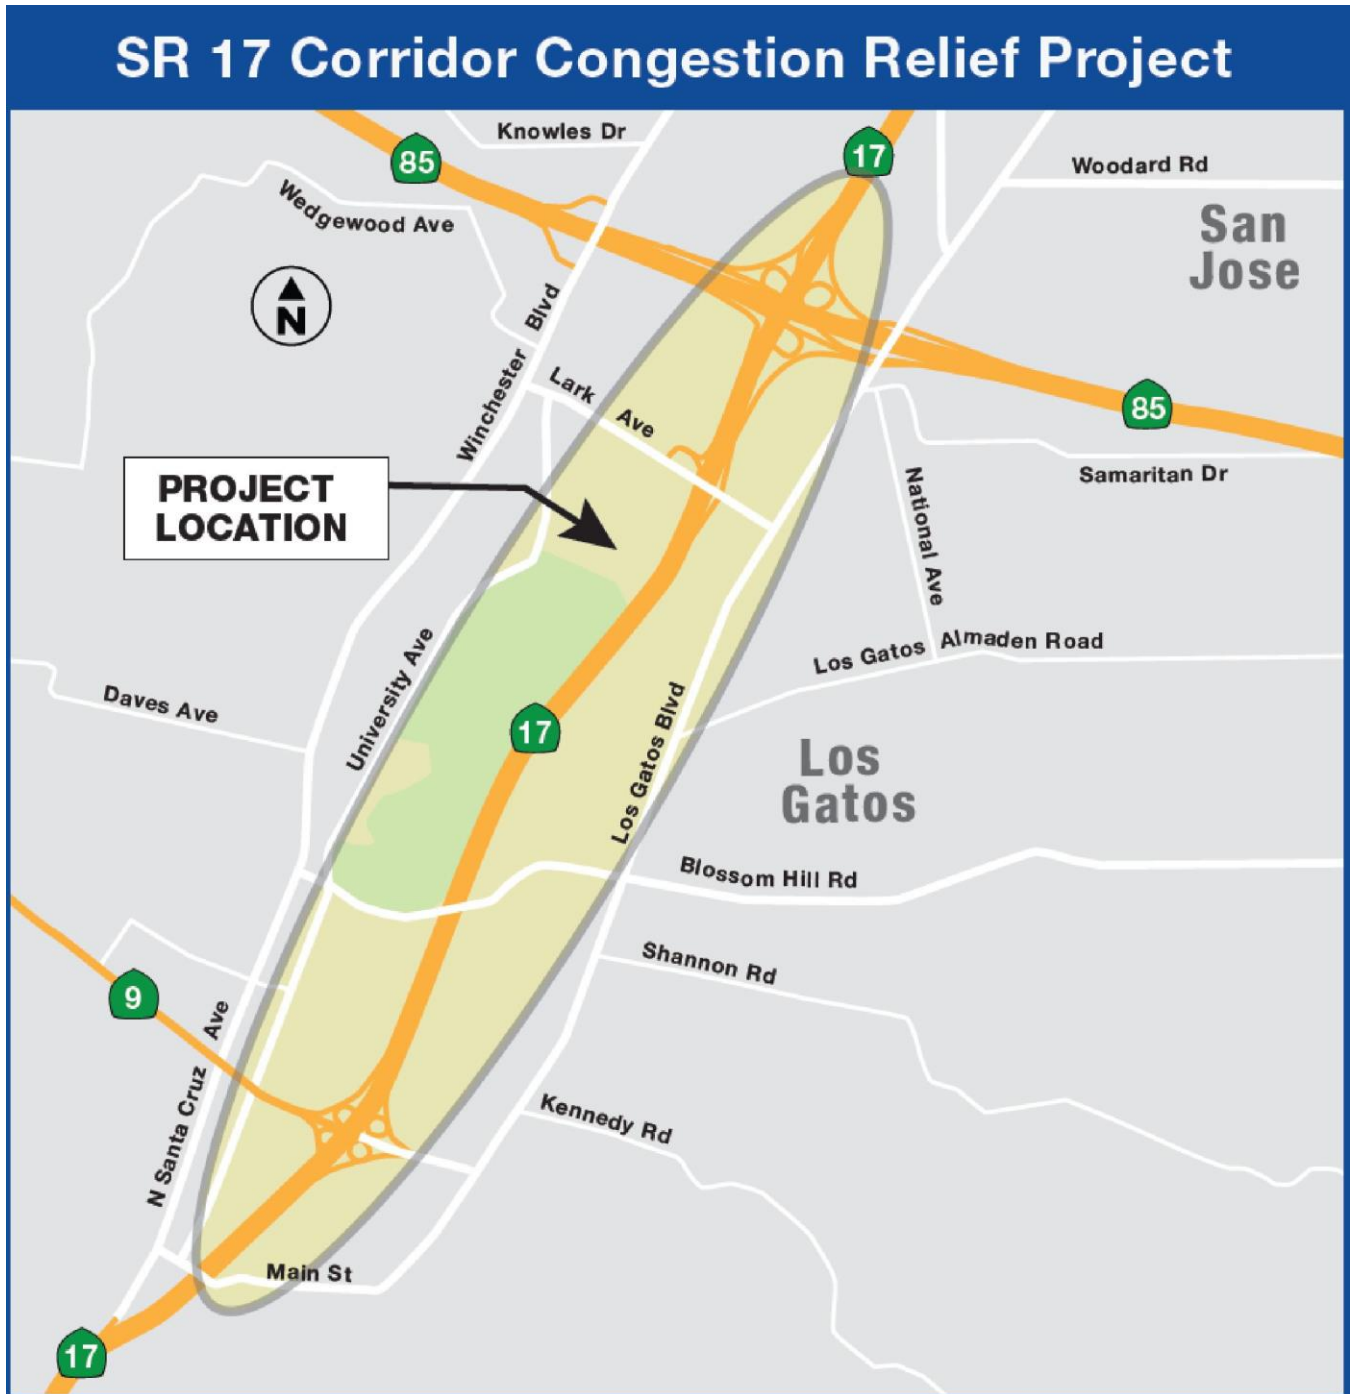 SR 17 Corridor Congestion Relief Project
Knowles Dr
85
17
Woodard Rd
Wedgewood Ave
San
Jose
N
Winchester Blvd
Lark Ave
85
PROJECT
LOCATION
Samaritan Dr
National Ave
University Ave
Los Gatos Almaden Road
Daves Ave
17
Los Gatos Blvd
Los
Gatos
Blossom Hill Rd
Shannon Rd
9
N Santa Cruz Ave
Kennedy Rd
Main St
17